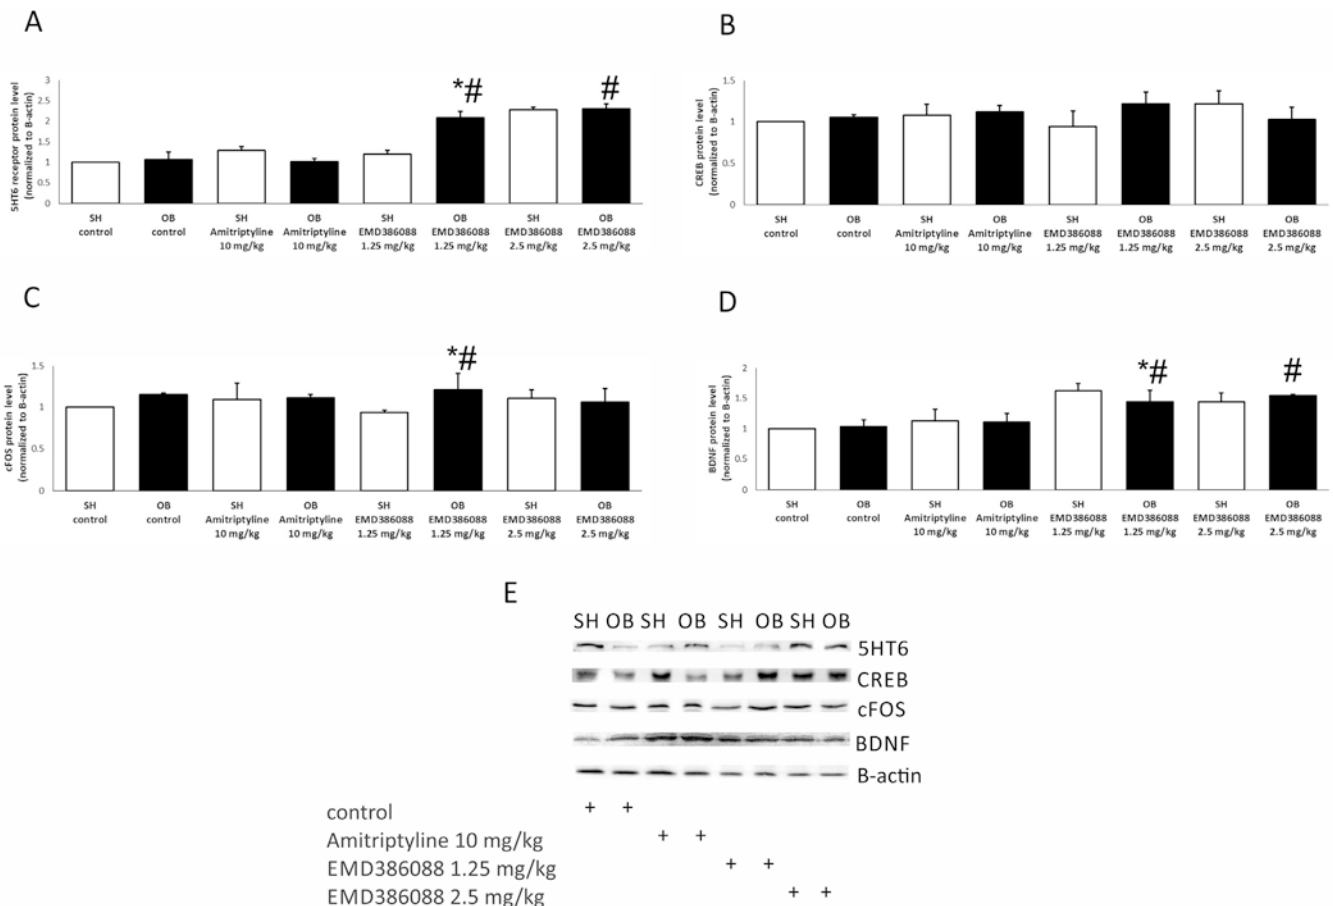 A
5HT6 receptor protein level
(normalized to B-actin)
3
2.5
2
1.5
1
0.5
0
*#
#
SH
control
OB
control
SH
Amitriptyline
10 mg/kg
OB
Amitriptyline
10 mg/kg
SH
EMD386088
1.25 mg/kg
OB
EMD386088
1.25 mg/kg
SH
EMD386088
2.5 mg/kg
OB
EMD386088
2.5 mg/kg
B
CREB protein level
(normalized to B-actin)
1.5
1
0.5
0
SH
control
OB
control
SH
Amitriptyline
10 mg/kg
OB
Amitriptyline
10 mg/kg
SH
EMD386088
1.25 mg/kg
OB
EMD386088
1.25 mg/kg
SH
EMD386088
2.5 mg/kg
OB
EMD386088
2.5 mg/kg
C
cFOS protein level
(normalized to B-actin)
1.5
1
0.5
0
*#
SH
control
OB
control
SH
Amitriptyline
10 mg/kg
OB
Amitriptyline
10 mg/kg
SH
EMD386088
1.25 mg/kg
OB
EMD386088
1.25 mg/kg
SH
EMD386088
2.5 mg/kg
OB
EMD386088
2.5 mg/kg
D
BDNF protein level
(normalized to B-actin)
2
1.5
1
0.5
0
*#
#
SH
control
OB
control
SH
Amitriptyline
10 mg/kg
OB
Amitriptyline
10 mg/kg
SH
EMD386088
1.25 mg/kg
OB
EMD386088
1.25 mg/kg
SH
EMD386088
2.5 mg/kg
OB
EMD386088
2.5 mg/kg
E
SH OB SH OB SH OB SH OB
5HT6
CREB
cFOS
BDNF
B-actin
control + +
Amitriptyline 10 mg/kg + +
EMD386088 1.25 mg/kg + +
EMD386088 2.5 mg/kg + +